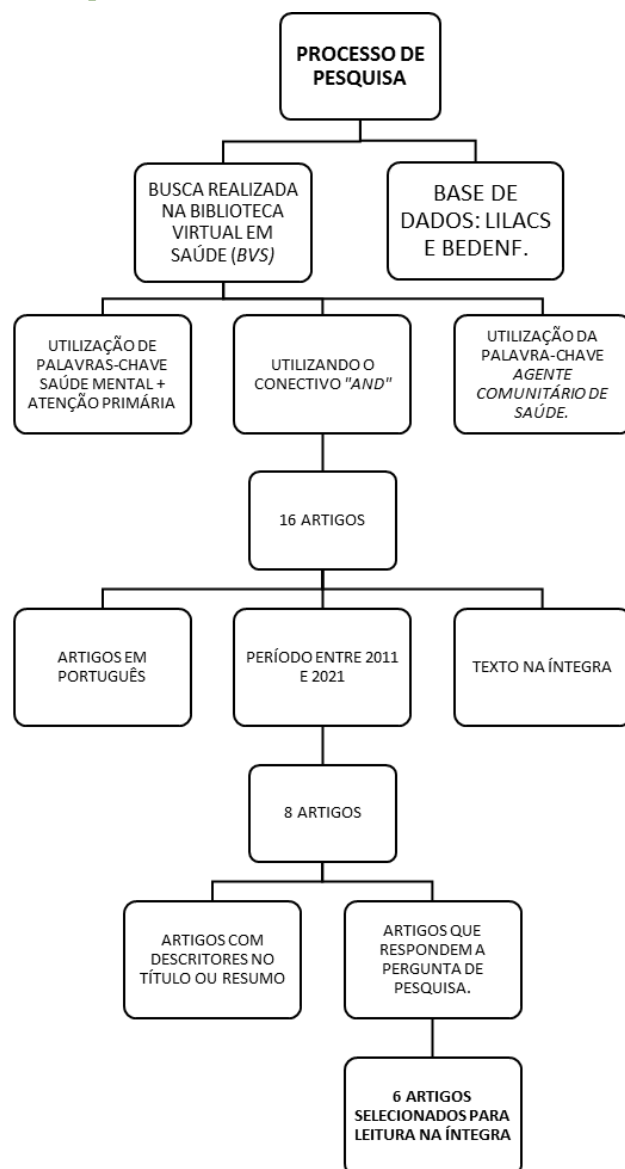 PROCESSO DE
PESQUISA
BUSCA REALIZADA
NA BIBLIOTECA
VIRTUAL EM
SAÚDE (BVS)
BASE DE
DADOS: LILACS
E BEDENF.
UTILIZAÇÃO DE
PALAVRAS-CHAVE
SAÚDE MENTAL +
ATENÇÃO PRIMÁRIA
UTILIZANDO O
CONECTIVO "AND"
UTILIZAÇÃO DA
PALAVRA-CHAVE
AGENTE
COMUNITÁRIO DE
SAÚDE.
16 ARTIGOS
ARTIGOS EM
PORTUGUÊS
PERÍODO ENTRE 2011
E 2021
TEXTO NA ÍNTEGRA
8 ARTIGOS
ARTIGOS COM
DESCRITORES NO
TÍTULO OU RESUMO
ARTIGOS QUE
RESPONDEM A
PERGUNTA DE
PESQUISA.
6 ARTIGOS
SELECIONADOS PARA
LEITURA NA ÍNTEGRA